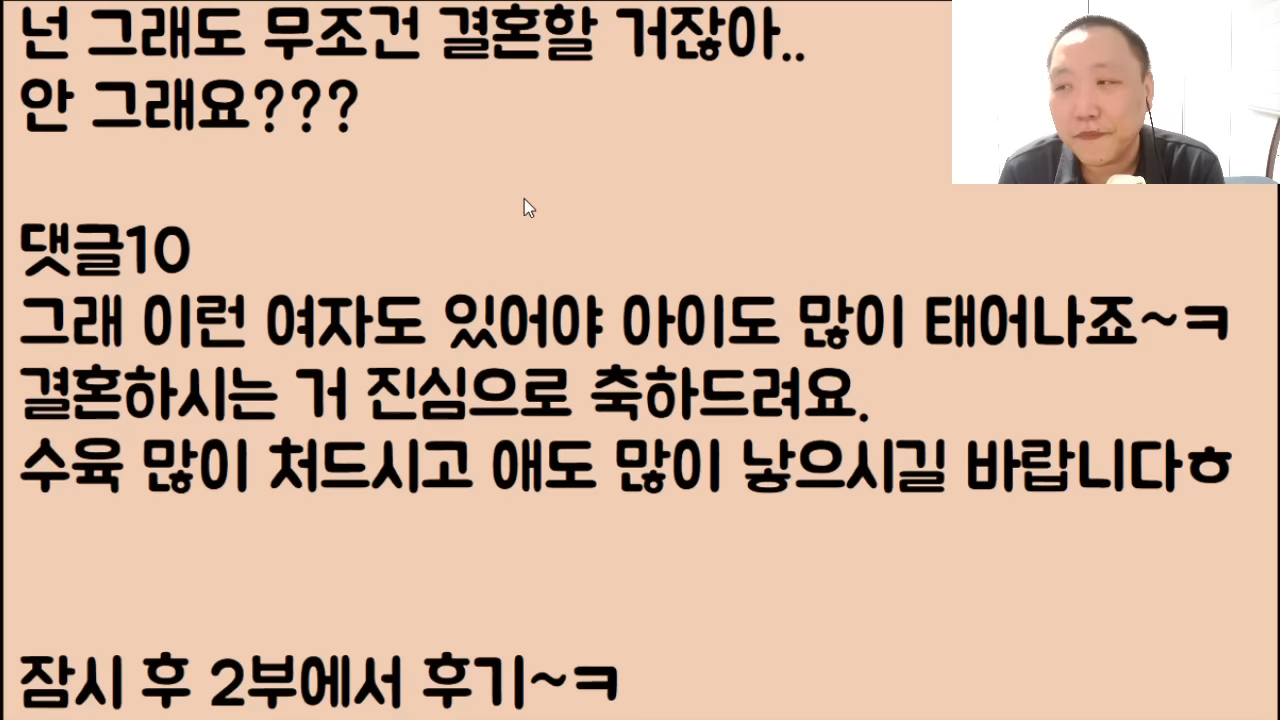 넌 그래도 무조건 결혼할 거잖아..
안 그래요???
댓글10
그래 이런 여자도 있어야 아이도 많이 태어나죠~ㅋ
결혼하시는 거 진심으로 축하드려요.
수육 많이 처드시고 애도 많이 낳으시길 바랍니다ㅎ
잠시 후 2부에서 후기~ㅋ